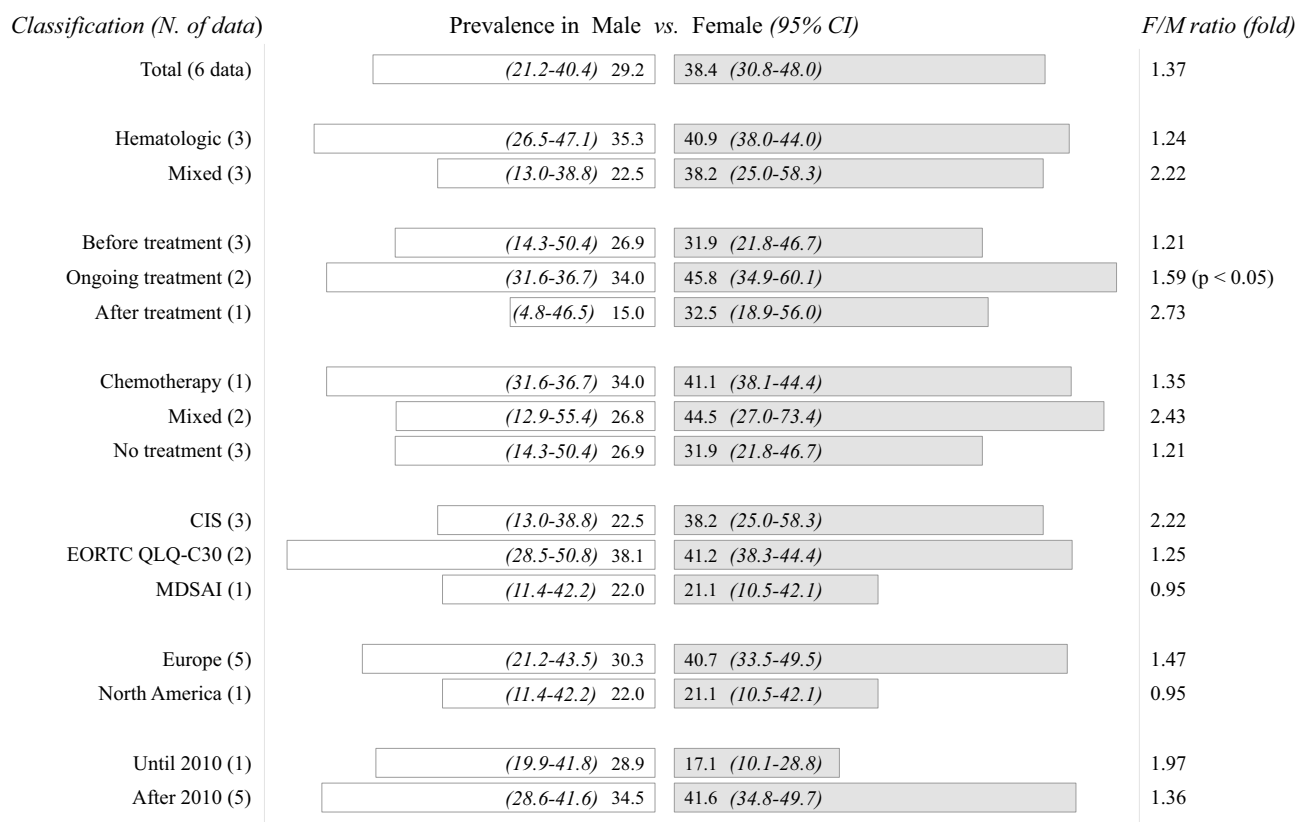 Classification (N. of data) Prevalence in Male vs. Female (95% CI) F/M ratio (fold)
Total (6 data) (21.2-40.4) 29.2 38.4 (30.8-48.0) 1.37
Hematologic (3) (26.5-47.1) 35.3 40.9 (38.0-44.0) 1.24
Mixed (3) (13.0-38.8) 22.5 38.2 (25.0-58.3) 2.22
Before treatment (3) (14.3-50.4) 26.9 31.9 (21.8-46.7) 1.21
Ongoing treatment (2) (31.6-36.7) 34.0 45.8 (34.9-60.1) 1.59 (p < 0.05)
After treatment (1) (4.8-46.5) 15.0 32.5 (18.9-56.0) 2.73
Chemotherapy (1) (31.6-36.7) 34.0 41.1 (38.1-44.4) 1.35
Mixed (2) (12.9-55.4) 26.8 44.5 (27.0-73.4) 2.43
No treatment (3) (14.3-50.4) 26.9 31.9 (21.8-46.7) 1.21
CIS (3) (13.0-38.8) 22.5 38.2 (25.0-58.3) 2.22
EORTC QLQ-C30 (2) (28.5-50.8) 38.1 41.2 (38.3-44.4) 1.25
MDSAI (1) (11.4-42.2) 22.0 21.1 (10.5-42.1) 0.95
Europe (5) (21.2-43.5) 30.3 40.7 (33.5-49.5) 1.47
North America (1) (11.4-42.2) 22.0 21.1 (10.5-42.1) 0.95
Until 2010 (1) (19.9-41.8) 28.9 17.1 (10.1-28.8) 1.97
After 2010 (5) (28.6-41.6) 34.5 41.6 (34.8-49.7) 1.36